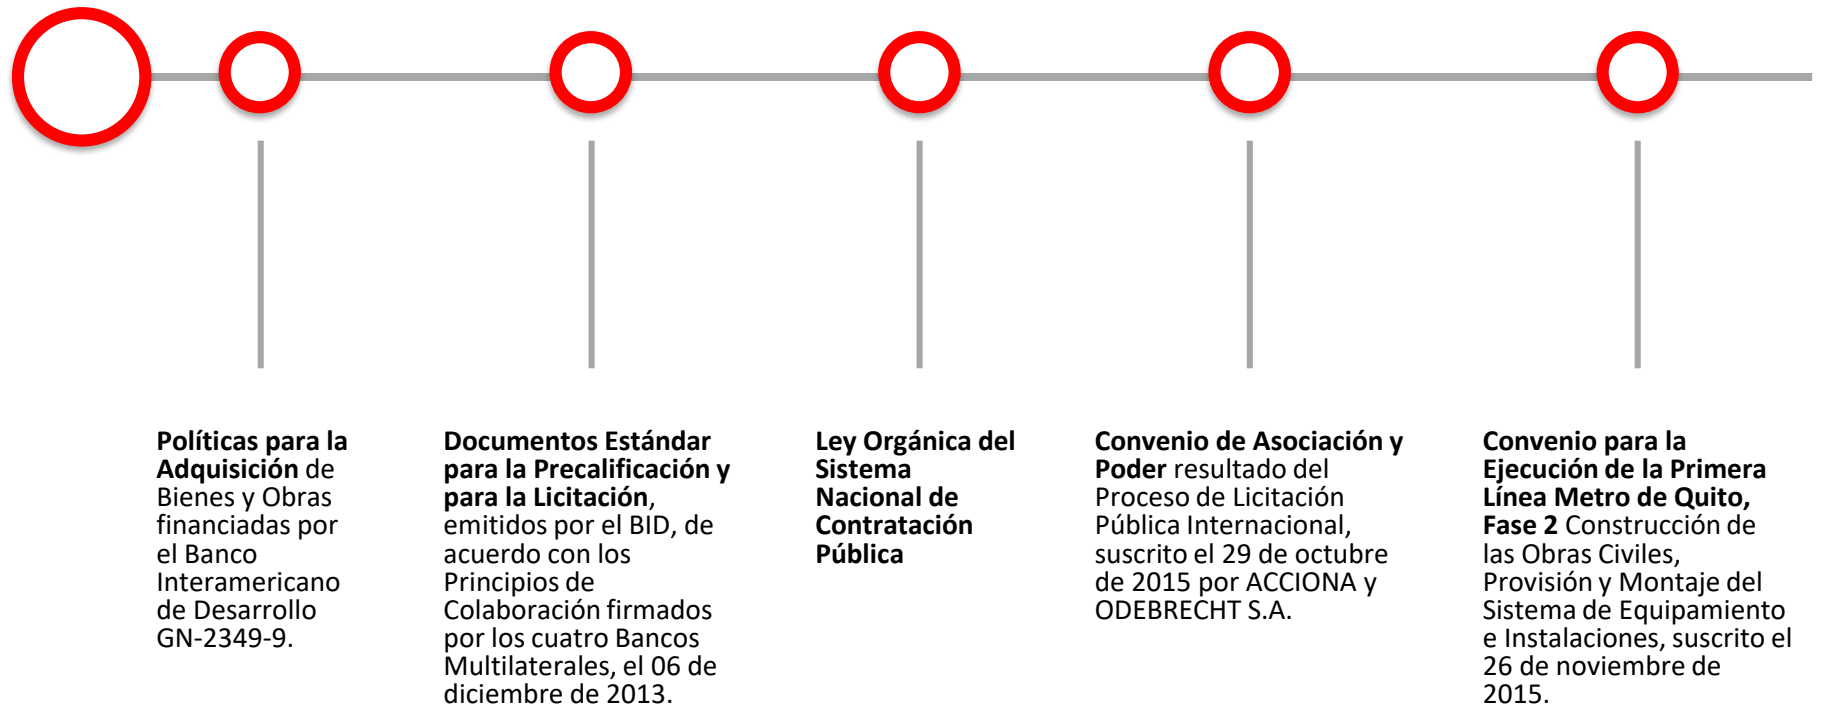 Políticas para la
Adquisición de
Bienes y Obras
financiadas por
el Banco
Interamericano
de Desarrollo
GN-2349-9.
Documentos Estándar
para la Precalificación y
para la Licitación,
emitidos por el BID, de
acuerdo con los
Principios de
Colaboración firmados
por los cuatro Bancos
Multilaterales, el 06 de
diciembre de 2013.
Ley Orgánica del
Sistema
Nacional de
Contratación
Pública
Convenio de Asociación y
Poder resultado del
Proceso de Licitación
Pública Internacional,
suscrito el 29 de octubre
de 2015 por ACCIONA y
ODEBRECHT S.A.
Convenio para la
Ejecución de la Primera
Línea Metro de Quito,
Fase 2 Construcción de
las Obras Civiles,
Provisión y Montaje del
Sistema de Equipamiento
e Instalaciones, suscrito el
26 de noviembre de
2015.